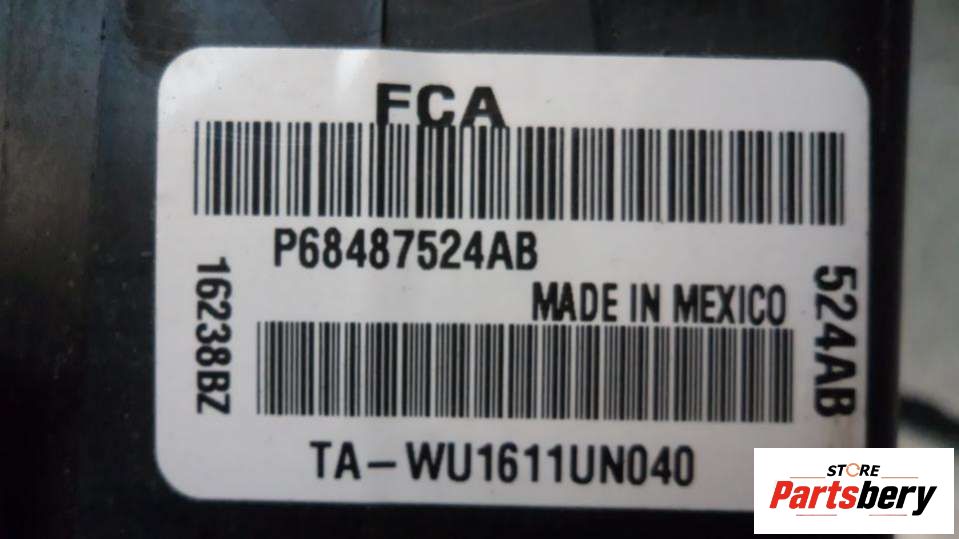 FCA
P68487524AB
MADE IN MEXICO
16238BZ
524AB
TA-WU1611UN040
STORE
Partsbery